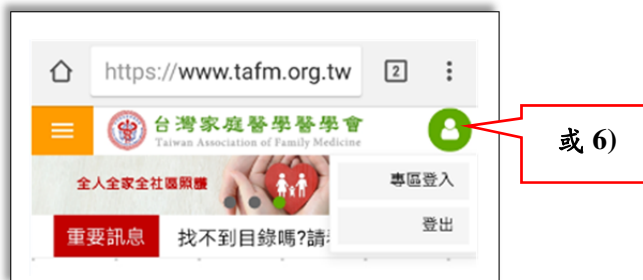 https://www.tafm.org.tw
2
台灣家庭醫學醫學會
Taiwan Association of Family Medicine
或 6)
全人全家全社區照護
專區登入
重要訊息
找不到目錄嗎?請
登出